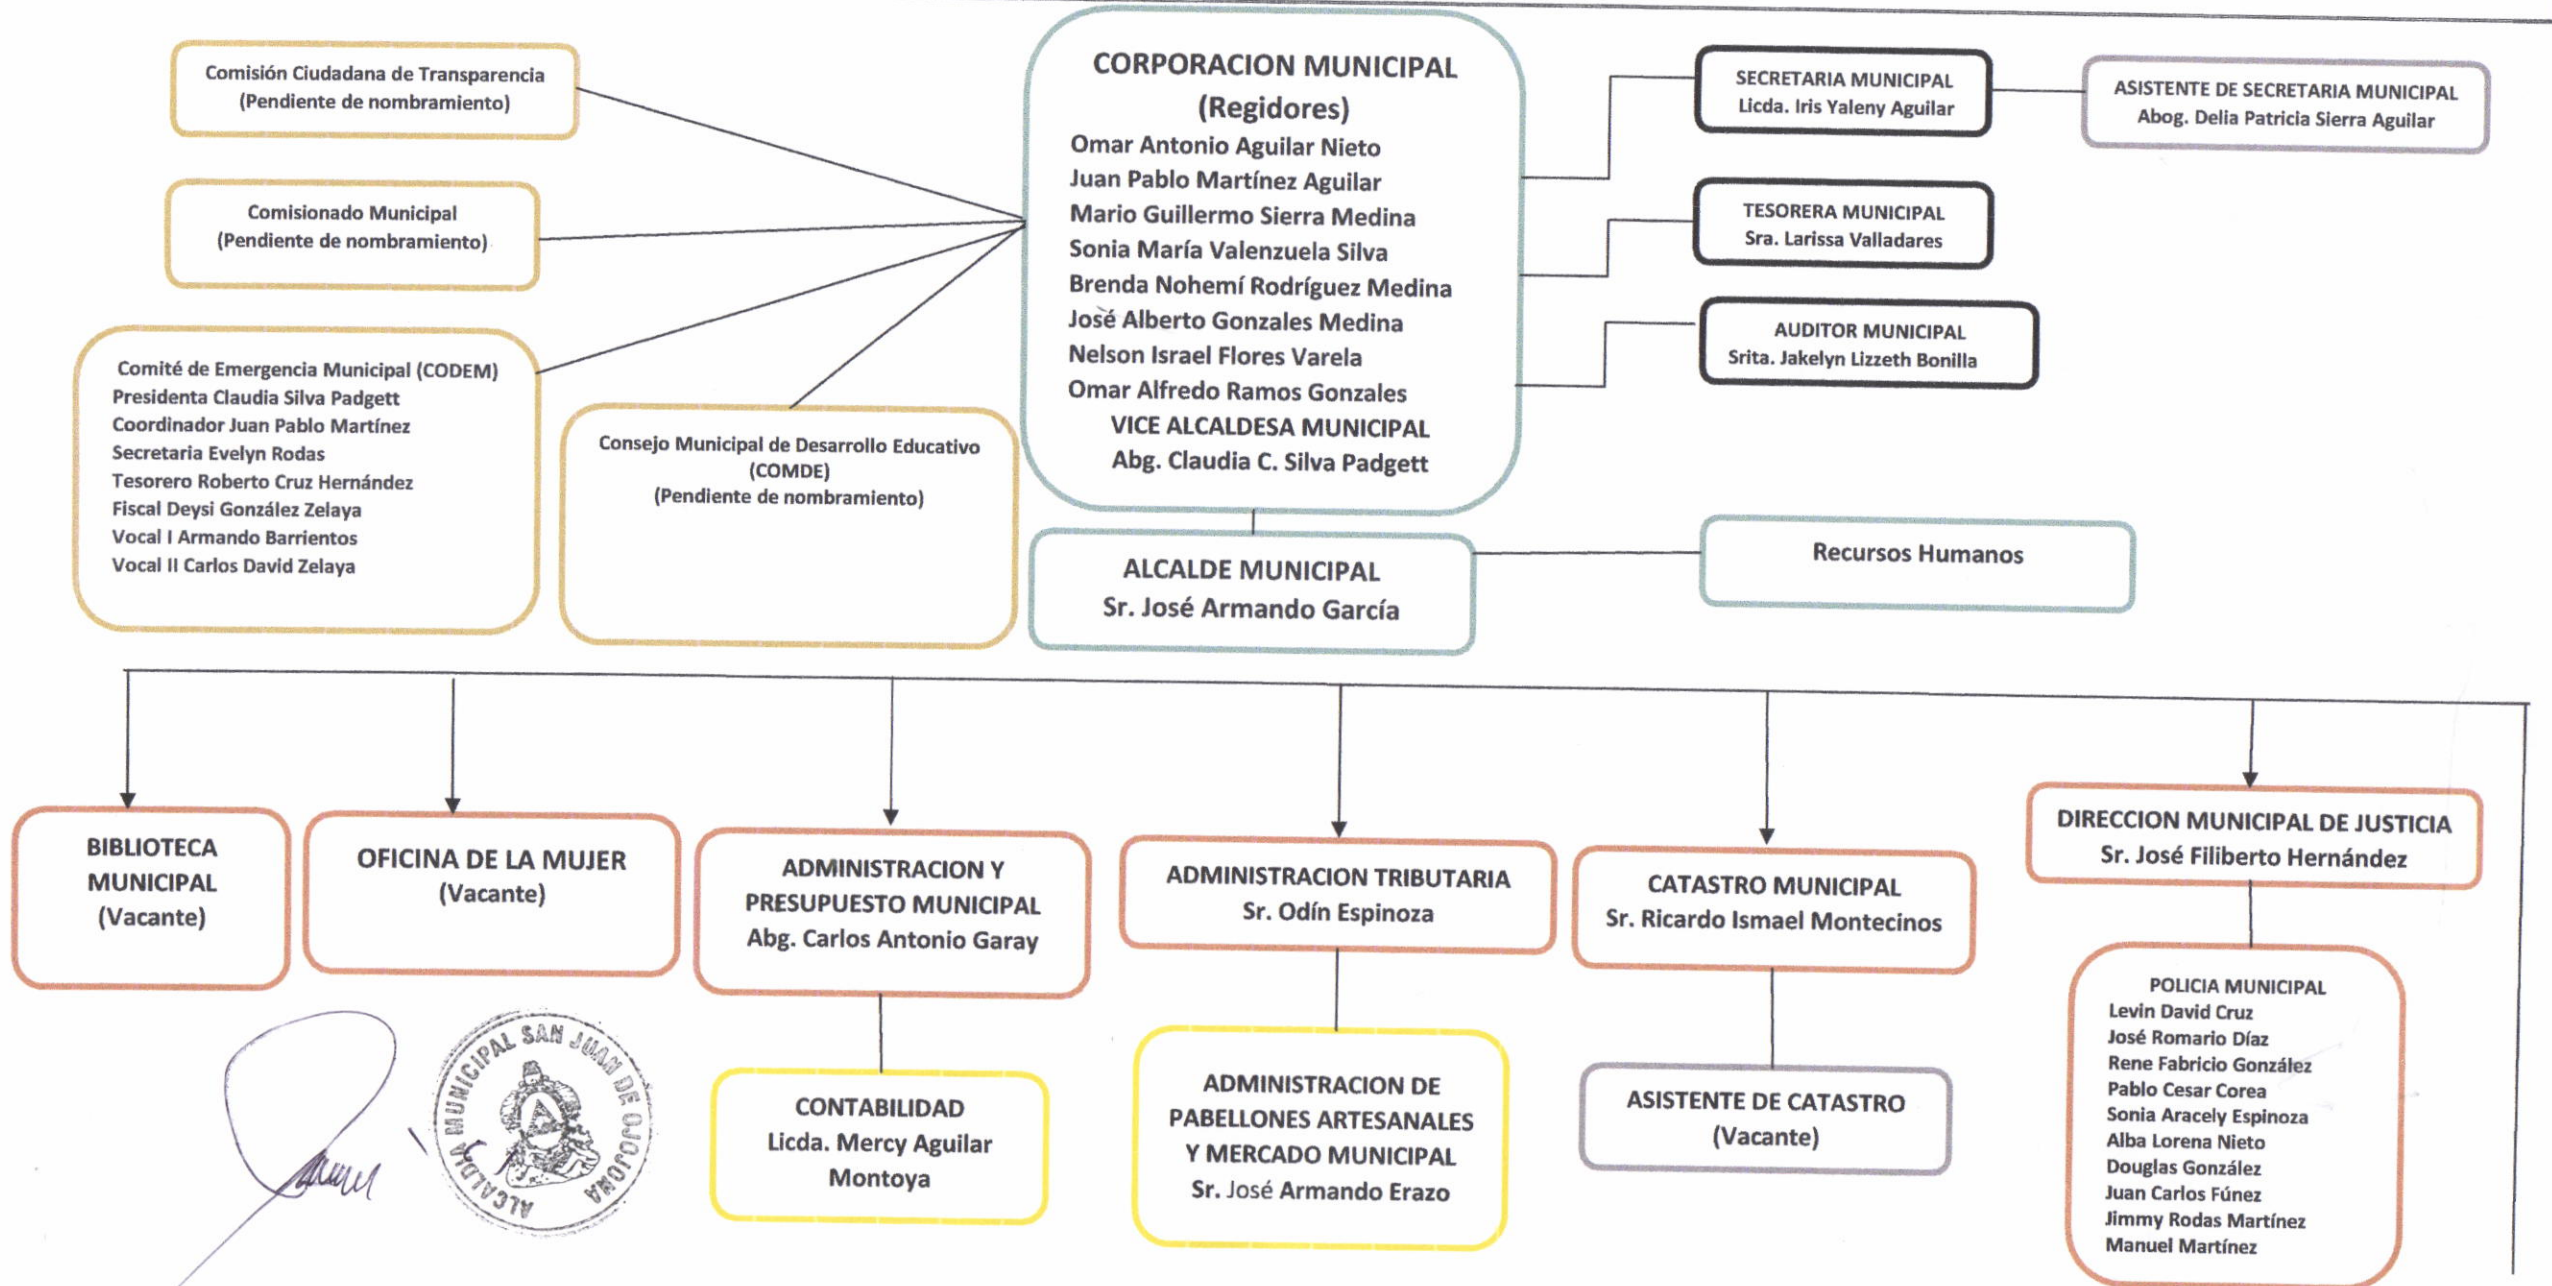 Comisión Ciudadana de Transparencia
(Pendiente de nombramiento)
Comisionado Municipal
(Pendiente de nombramiento)
Comité de Emergencia Municipal (CODEM)
Presidenta Claudia Silva Padgett
Coordinador Juan Pablo Martínez
Secretaria Evelyn Rodas
Tesorero Roberto Cruz Hernández
Fiscal Deysi González Zelaya
Vocal I Armando Barrientos
Vocal II Carlos David Zelaya
Consejo Municipal de Desarrollo Educativo
(COMDE)
(Pendiente de nombramiento)
CORPORACION MUNICIPAL
(Regidores)
Omar Antonio Aguilar Nieto
Juan Pablo Martínez Aguilar
Mario Guillermo Sierra Medina
Sonia María Valenzuela Silva
Brenda Nohemí Rodríguez Medina
José Alberto Gonzales Medina
Nelson Israel Flores Varela
Omar Alfredo Ramos Gonzales
VICE ALCALDESA MUNICIPAL
Abg. Claudia C. Silva Padgett
SECRETARIA MUNICIPAL
Licda. Iris Yaleny Aguilar
ASISTENTE DE SECRETARIA MUNICIPAL
Abog. Delia Patricia Sierra Aguilar
TESORERA MUNICIPAL
Sra. Larissa Valladares
AUDITOR MUNICIPAL
Srita. Jakelyn Lizzeth Bonilla
ALCALDE MUNICIPAL
Sr. José Armando García
Recursos Humanos
BIBLIOTECA
MUNICIPAL
(Vacante)
OFICINA DE LA MUJER
(Vacante)
ADMINISTRACION Y
PRESUPUESTO MUNICIPAL
Abg. Carlos Antonio Garay
ADMINISTRACION TRIBUTARIA
Sr. Odín Espinoza
CATASTRO MUNICIPAL
Sr. Ricardo Ismael Montecinos
DIRECCION MUNICIPAL DE JUSTICIA
Sr. José Filiberto Hernández
ALCALDIA MUNICIPAL SAN JUAN DE OJOJONA
CONTABILIDAD
Licda. Mercy Aguilar
Montoya
ADMINISTRACION DE
PABELLONES ARTESANALES
Y MERCADO MUNICIPAL
Sr. José Armando Erazo
ASISTENTE DE CATASTRO
(Vacante)
POLICIA MUNICIPAL
Levin David Cruz
José Romario Díaz
Rene Fabricio González
Pablo Cesar Corea
Sonia Aracely Espinoza
Alba Lorena Nieto
Douglas González
Juan Carlos Fúnez
Jimmy Rodas Martínez
Manuel Martínez